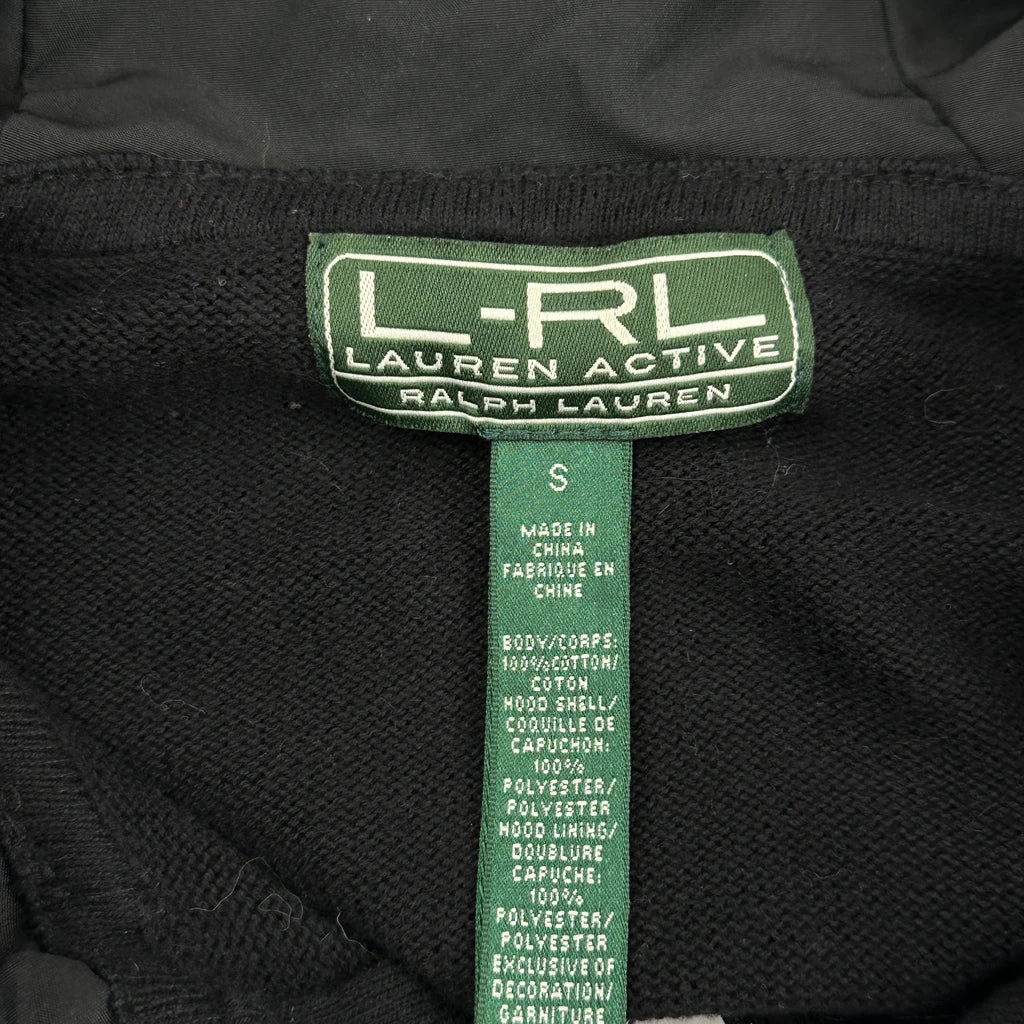 L-RL
LAUREN ACTIVE
RALPH LAUREN
S
MADE IN
CHINA
FABRIQUE EN
CHINE
BODY/CORPS:
100%COTTON/
COTON
HOOD SHELL/
COQUILLE DE
CAPUCHON:
100%
POLYESTER/
POLYESTER
HOOD LINING/
DOUBLURE
CAPUCHE:
100%
POLYESTER/
POLYESTER
EXCLUSIVE OF
DECORATION/
GARNITURE